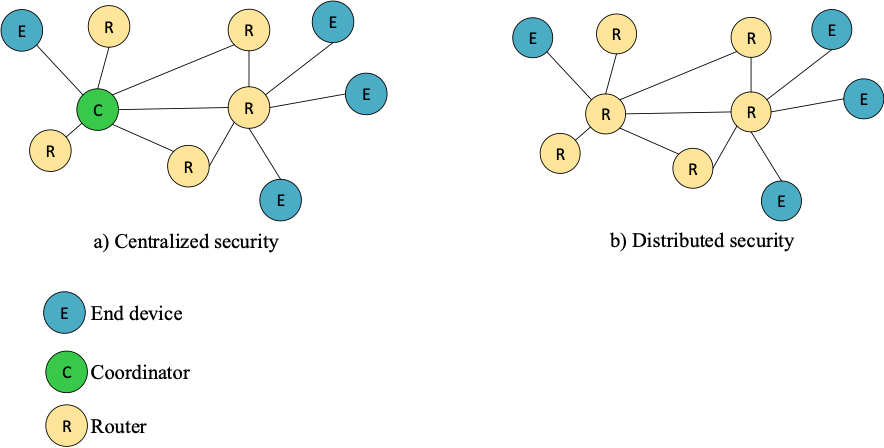 E
R
R
E
E
C
R
R
R
E
a) Centralized security
E
R
R
E
E
R
R
R
R
E
b) Distributed security
E End device
C Coordinator
R Router